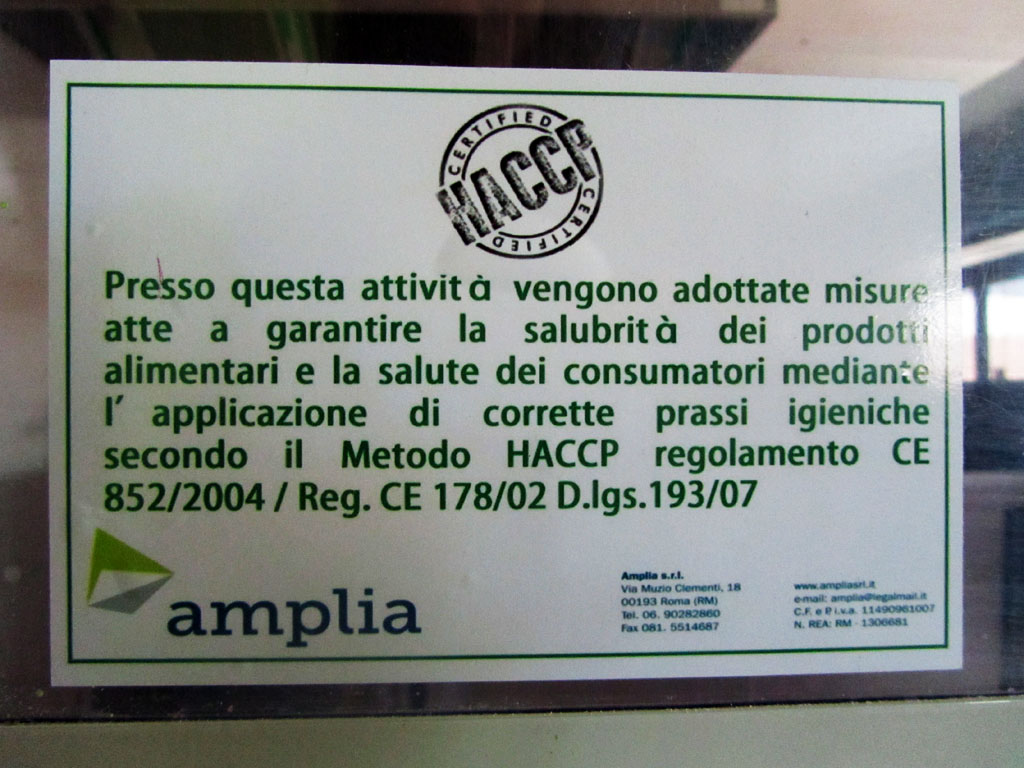 CERTIFIED
HACCP
CERTIFIED
CERTIFIED
Presso questa attività vengono adottate misure
atte a garantire la salubrità dei prodotti
alimentari e la salute dei consumatori mediante
l' applicazione di corrette prassi igieniche
secondo il Metodo HACCP regolamento CE
852/2004 / Reg. CE 178/02 D.lgs.193/07
amplia
Amplia s.r.l.
Via Muzio Clementi, 18
00193 Roma (RM)
Tel. 06. 90282860
Fax 081. 5514687
www.ampliasrl.it
e-mail: amplia@legalmail.it
C.F. e P.i.v.a. 11490961007
N. REA: RM - 1306681